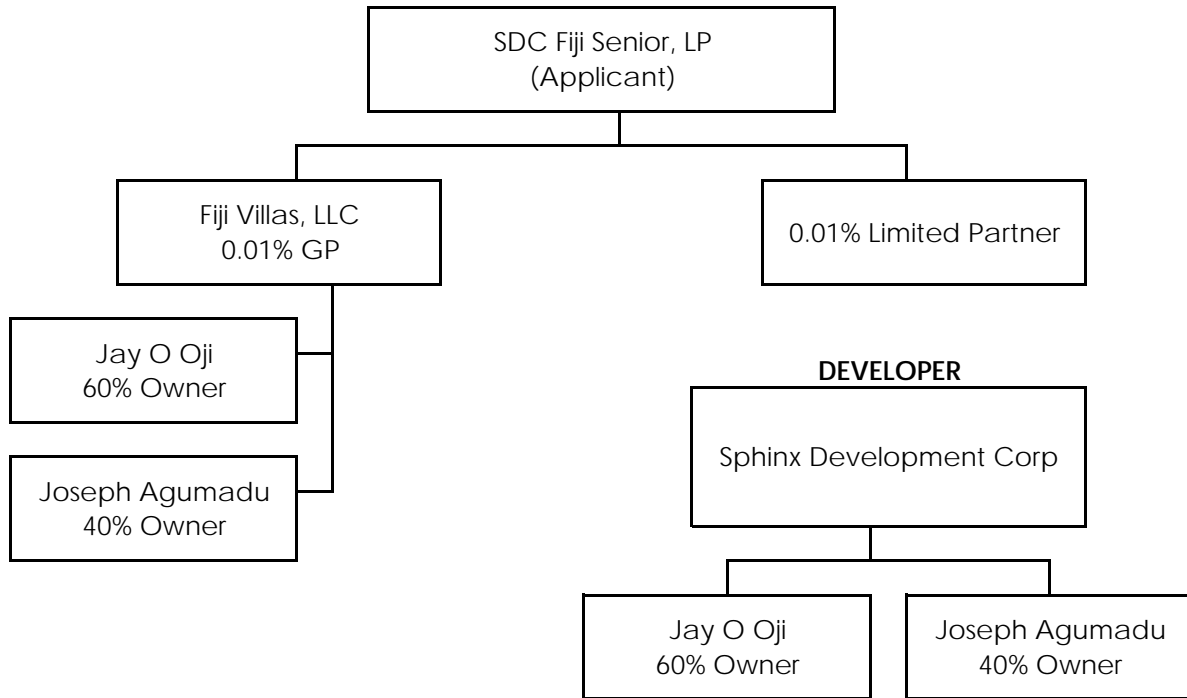 SDC Fiji Senior, LP
(Applicant)
Fiji Villas, LLC
0.01% GP
0.01% Limited Partner
Jay O Oji
60% Owner
Joseph Agumadu
40% Owner
DEVELOPER
Sphinx Development Corp
Jay O Oji
60% Owner
Joseph Agumadu
40% Owner